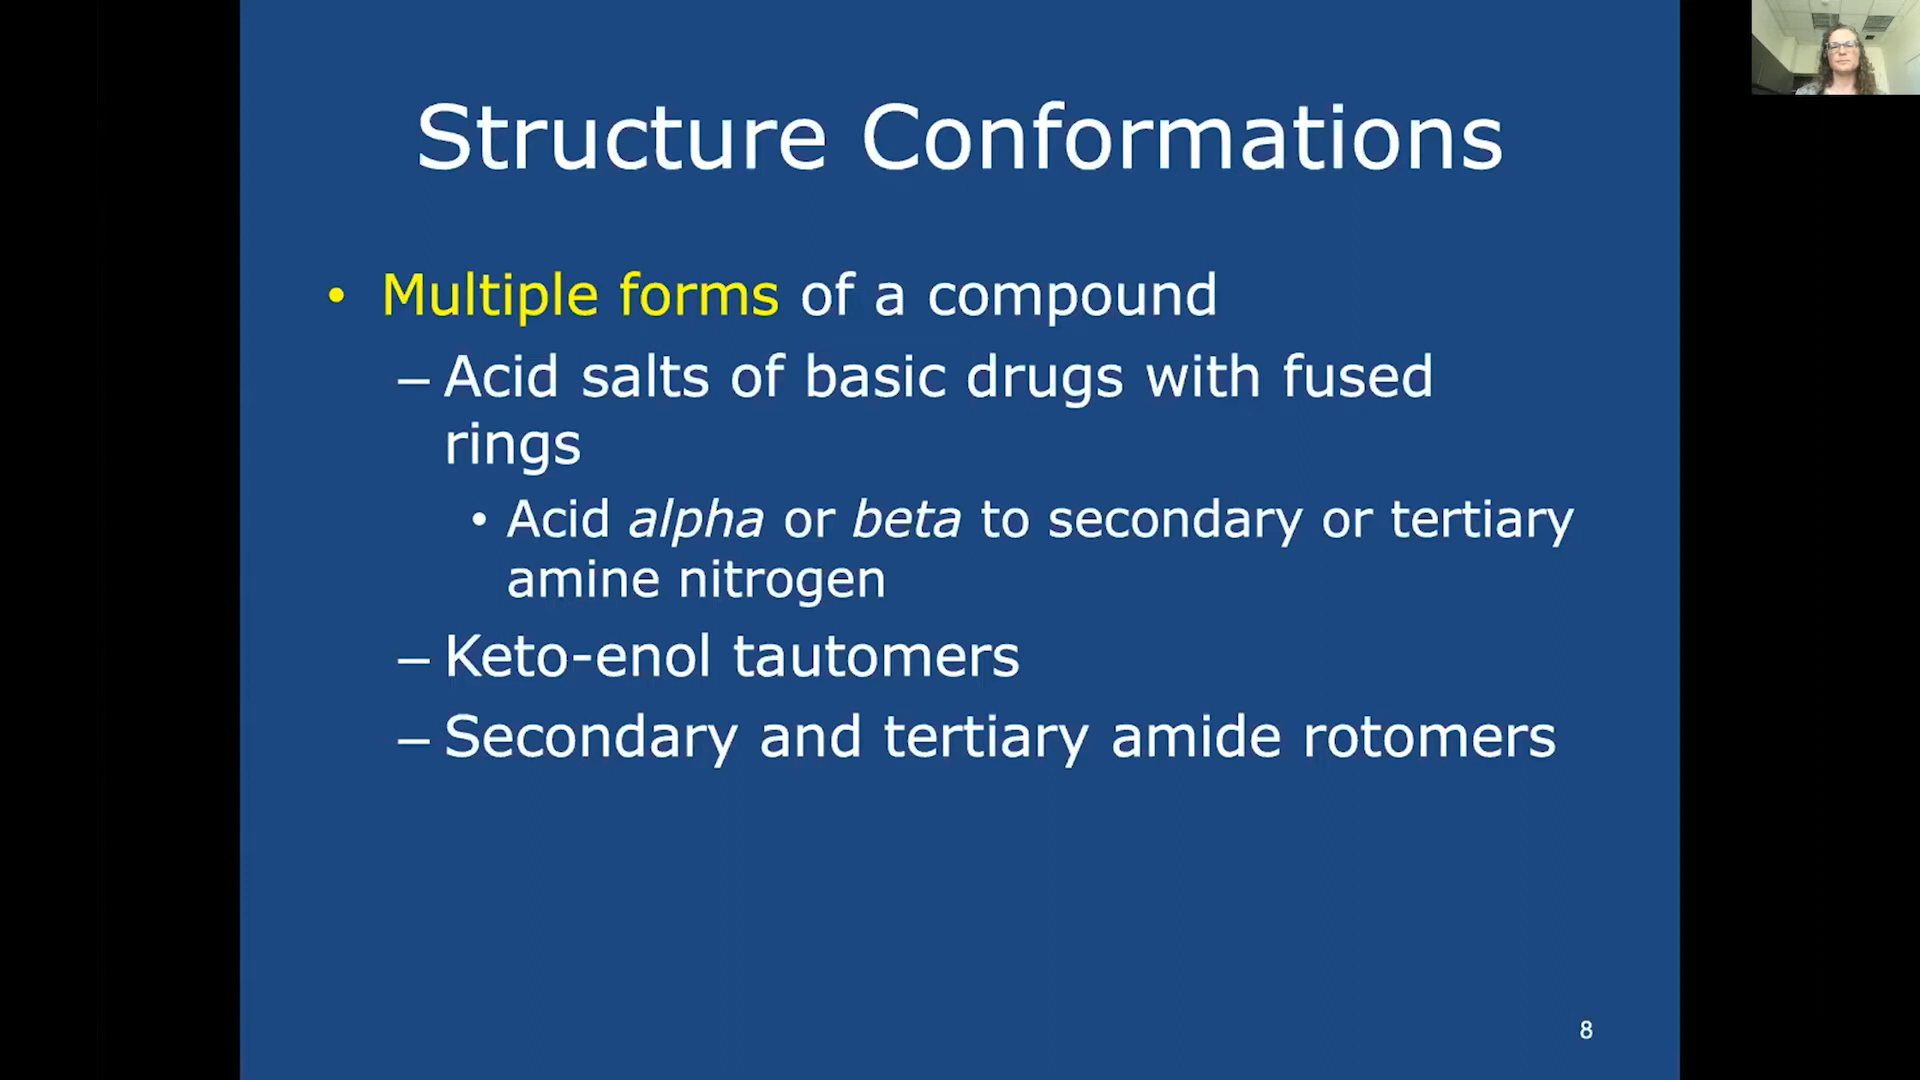 Structure Conformations
• Multiple forms of a compound
– Acid salts of basic drugs with fused
rings
• Acid alpha or beta to secondary or tertiary
amine nitrogen
– Keto-enol tautomers
– Secondary and tertiary amide rotomers
8